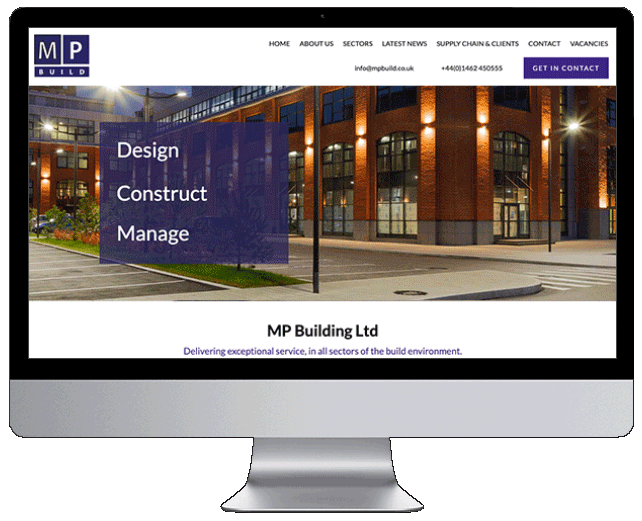 M P
BUILD
HOME ABOUT US SECTORS LATEST NEWS SUPPLY CHAIN & CLIENTS CONTACT VACANCIES
info@mpbuild.co.uk +44(0)1462 450555 GET IN CONTACT
Design
Construct
Manage
MP Building Ltd
Delivering exceptional service, in all sectors of the build environment.